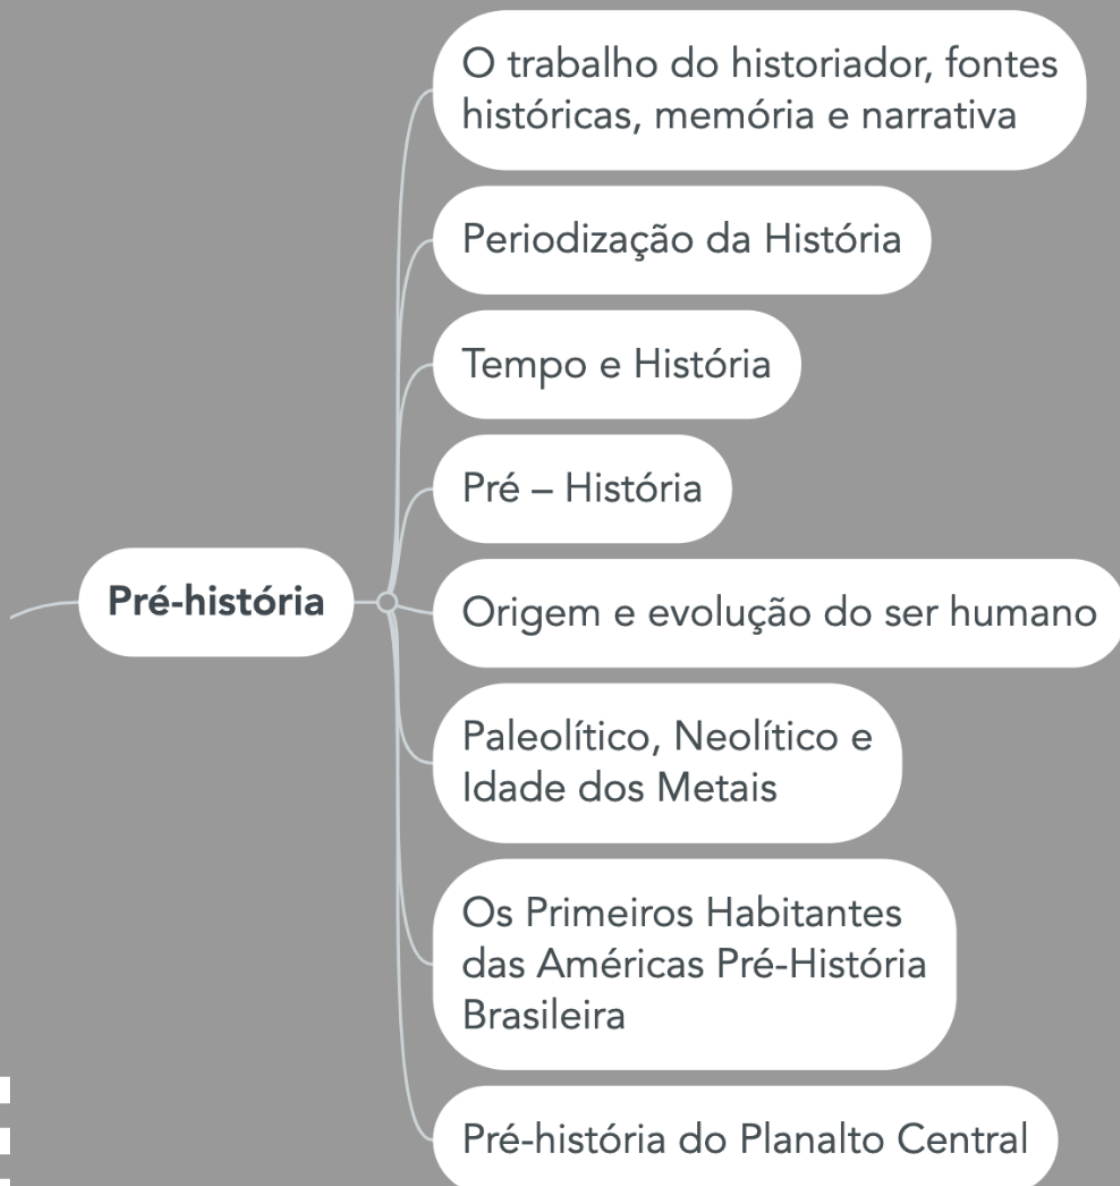 O trabalho do historiador, fontes
históricas, memória e narrativa
Periodização da História
Tempo e História
Pré – História
Pré-história
Origem e evolução do ser humano
Paleolítico, Neolítico e
Idade dos Metais
Os Primeiros Habitantes
das Américas Pré-História
Brasileira
Pré-história do Planalto Central